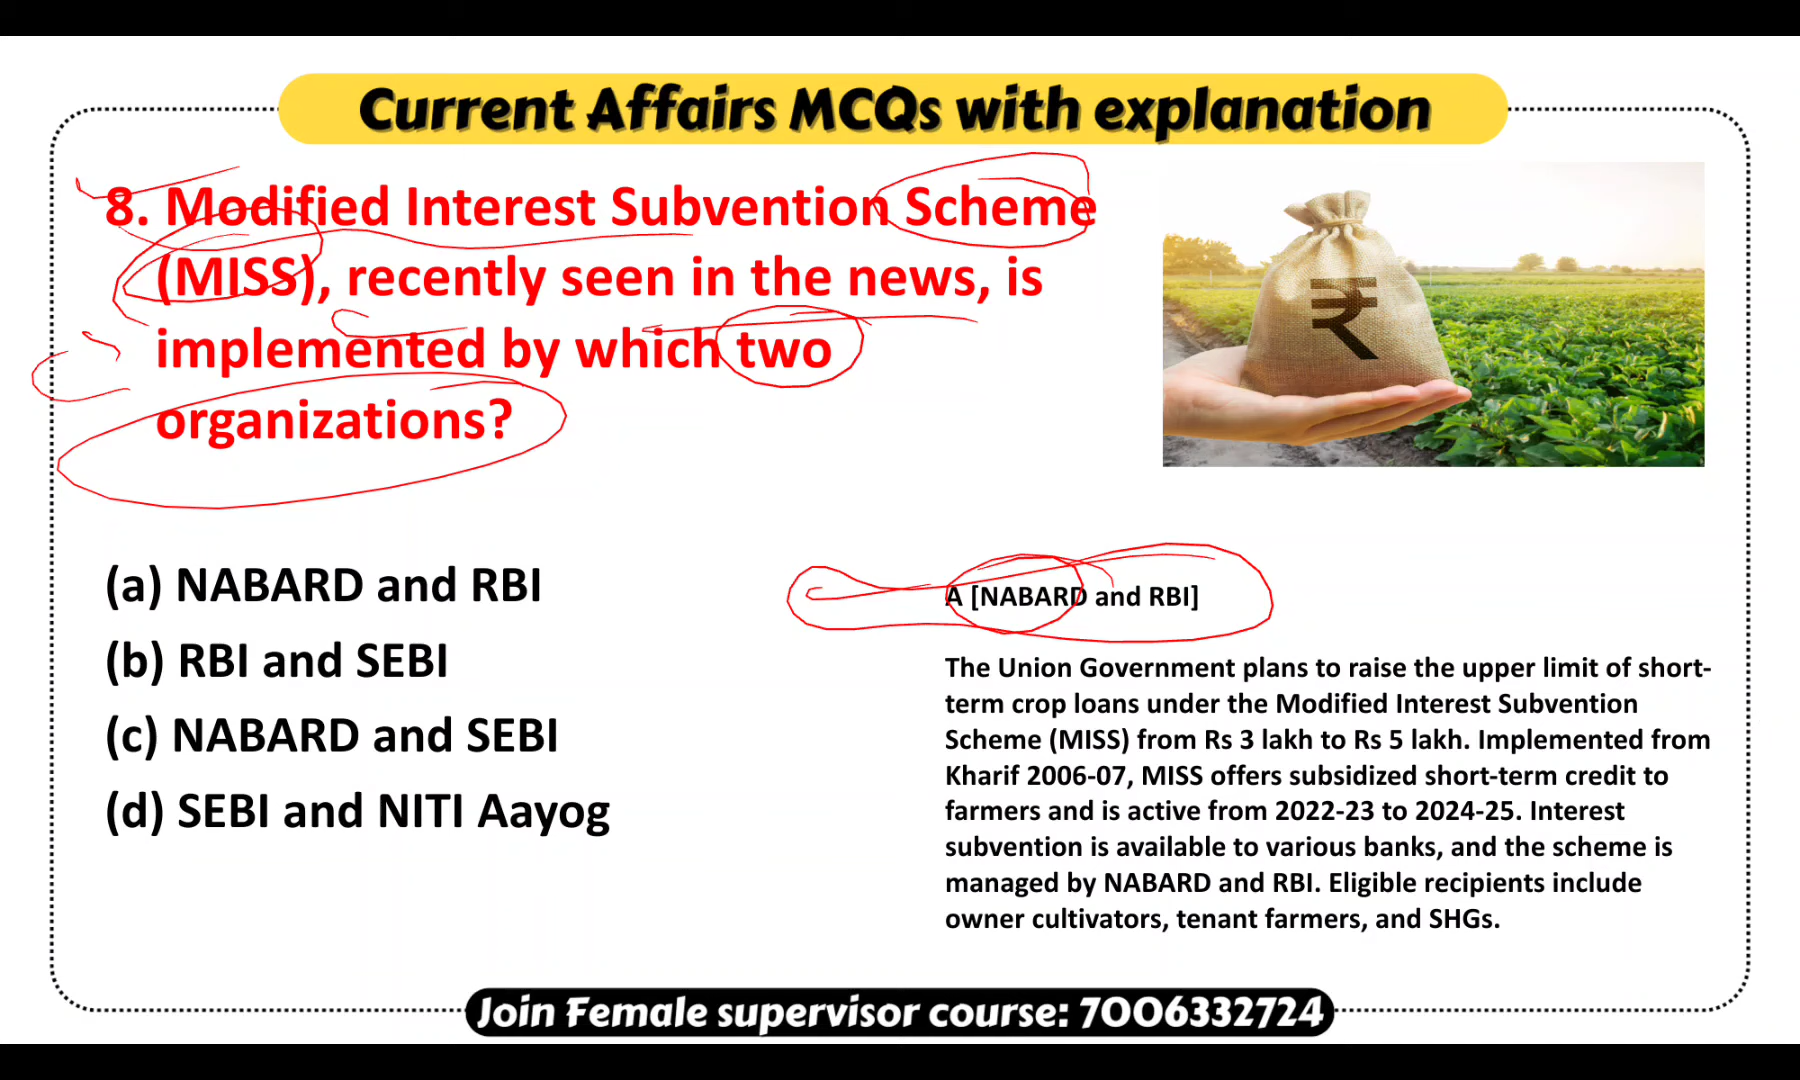 Current Affairs MCQs with explanation
8. Modified Interest Subvention Scheme
(MISS), recently seen in the news, is
implemented by which two
organizations?
₹
(a) NABARD and RBI
(b) RBI and SEBI
(c) NABARD and SEBI
(d) SEBI and NITI Aayog
A [NABARD and RBI]
The Union Government plans to raise the upper limit of short-
term crop loans under the Modified Interest Subvention
Scheme (MISS) from Rs 3 lakh to Rs 5 lakh. Implemented from
Kharif 2006-07, MISS offers subsidized short-term credit to
farmers and is active from 2022-23 to 2024-25. Interest
subvention is available to various banks, and the scheme is
managed by NABARD and RBI. Eligible recipients include
owner cultivators, tenant farmers, and SHGs.
Join Female supervisor course: 7006332724